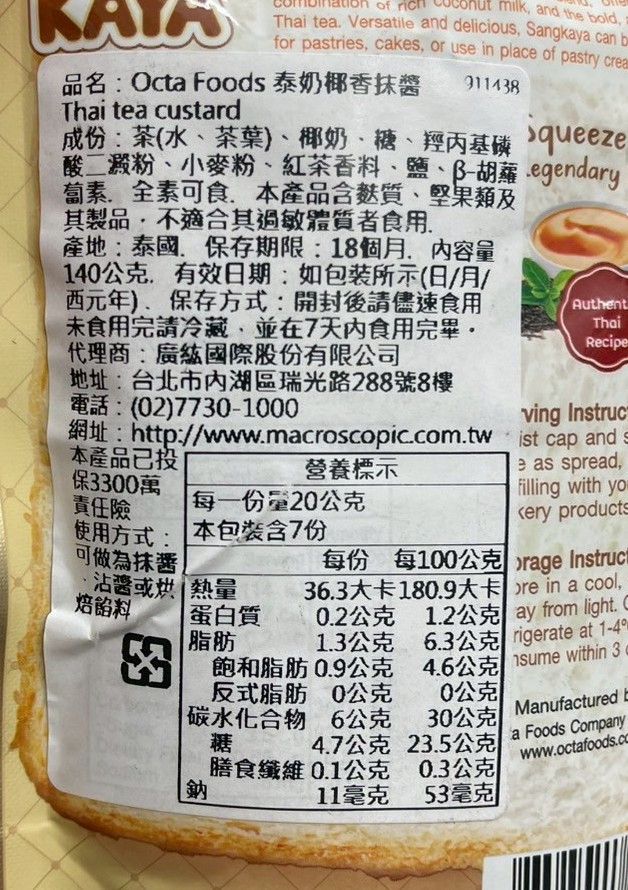 KAYA
combination of rich coconut milk, and the bold,
Thai tea. Versatile and delicious, Sangkaya can b
for pastries, cakes, or use in place of pastry crea
品名：Octa Foods 泰奶椰香抹醬 911438
Thai tea custard
成份：茶(水、茶葉)、椰奶、糖、羥丙基磷
酸二澱粉、小麥粉、紅茶香料、鹽、β-胡蘿
蔔素. 全素可食. 本產品含麩質、堅果類及
其製品，不適合其過敏體質者食用.
產地：泰國. 保存期限：18個月. 內容量
140公克. 有效日期：如包裝所示(日/月/
西元年). 保存方式：開封後請儘速食用
未食用完請冷藏，並在7天內食用完畢。
代理商：廣紘國際股份有限公司
地址：台北市內湖區瑞光路288號8樓
電話：(02)7730-1000
網址：http://www.macroscopic.com.tw
本產品已投
保3300萬
責任險
使用方式：
可做為抹醬
、沾醬或烘
焙餡料
營養標示
每一份量20公克
本包裝含7份
每份 每100公克
熱量 36.3大卡 180.9大卡
蛋白質 0.2公克 1.2公克
脂肪 1.3公克 6.3公克
飽和脂肪 0.9公克 4.6公克
反式脂肪 0公克 0公克
碳水化合物 6公克 30公克
糖 4.7公克 23.5公克
膳食纖維 0.1公克 0.3公克
鈉 11毫克 53毫克
Squeeze
Legendary
Authent
Thai
Recipe
ving Instruc
ist cap and s
e as spread,
filling with yo
kery products
orage Instruct
ore in a cool,
ay from light.
rigerate at 1-4°
nsume within 3
Manufactured b
a Foods Company
www.octafoods.co